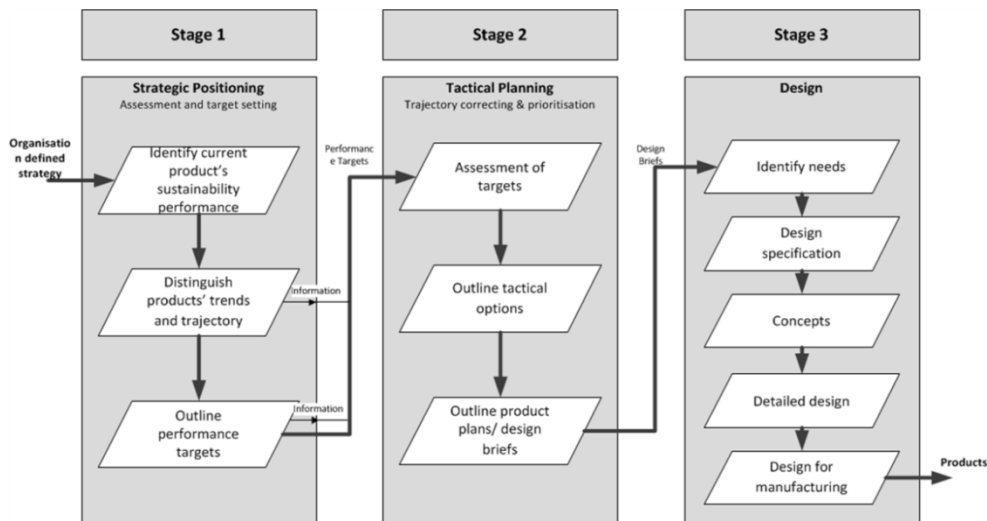 Stage 1
Stage 2
Stage 3
Strategic Positioning
Assessment and target setting
Organisatio
n defined
strategy
Identify current
product's
sustainability
performance
Distinguish
products' trends
and trajectory
Information
Outline
performance
targets
Information
Performanc
e Targets
Tactical Planning
Trajectory correcting & prioritisation
Assessment of
targets
Outline tactical
options
Outline product
plans/ design
briefs
Design
Briefs
Design
Identify needs
Design
specification
Concepts
Detailed design
Design for
manufacturing
Products